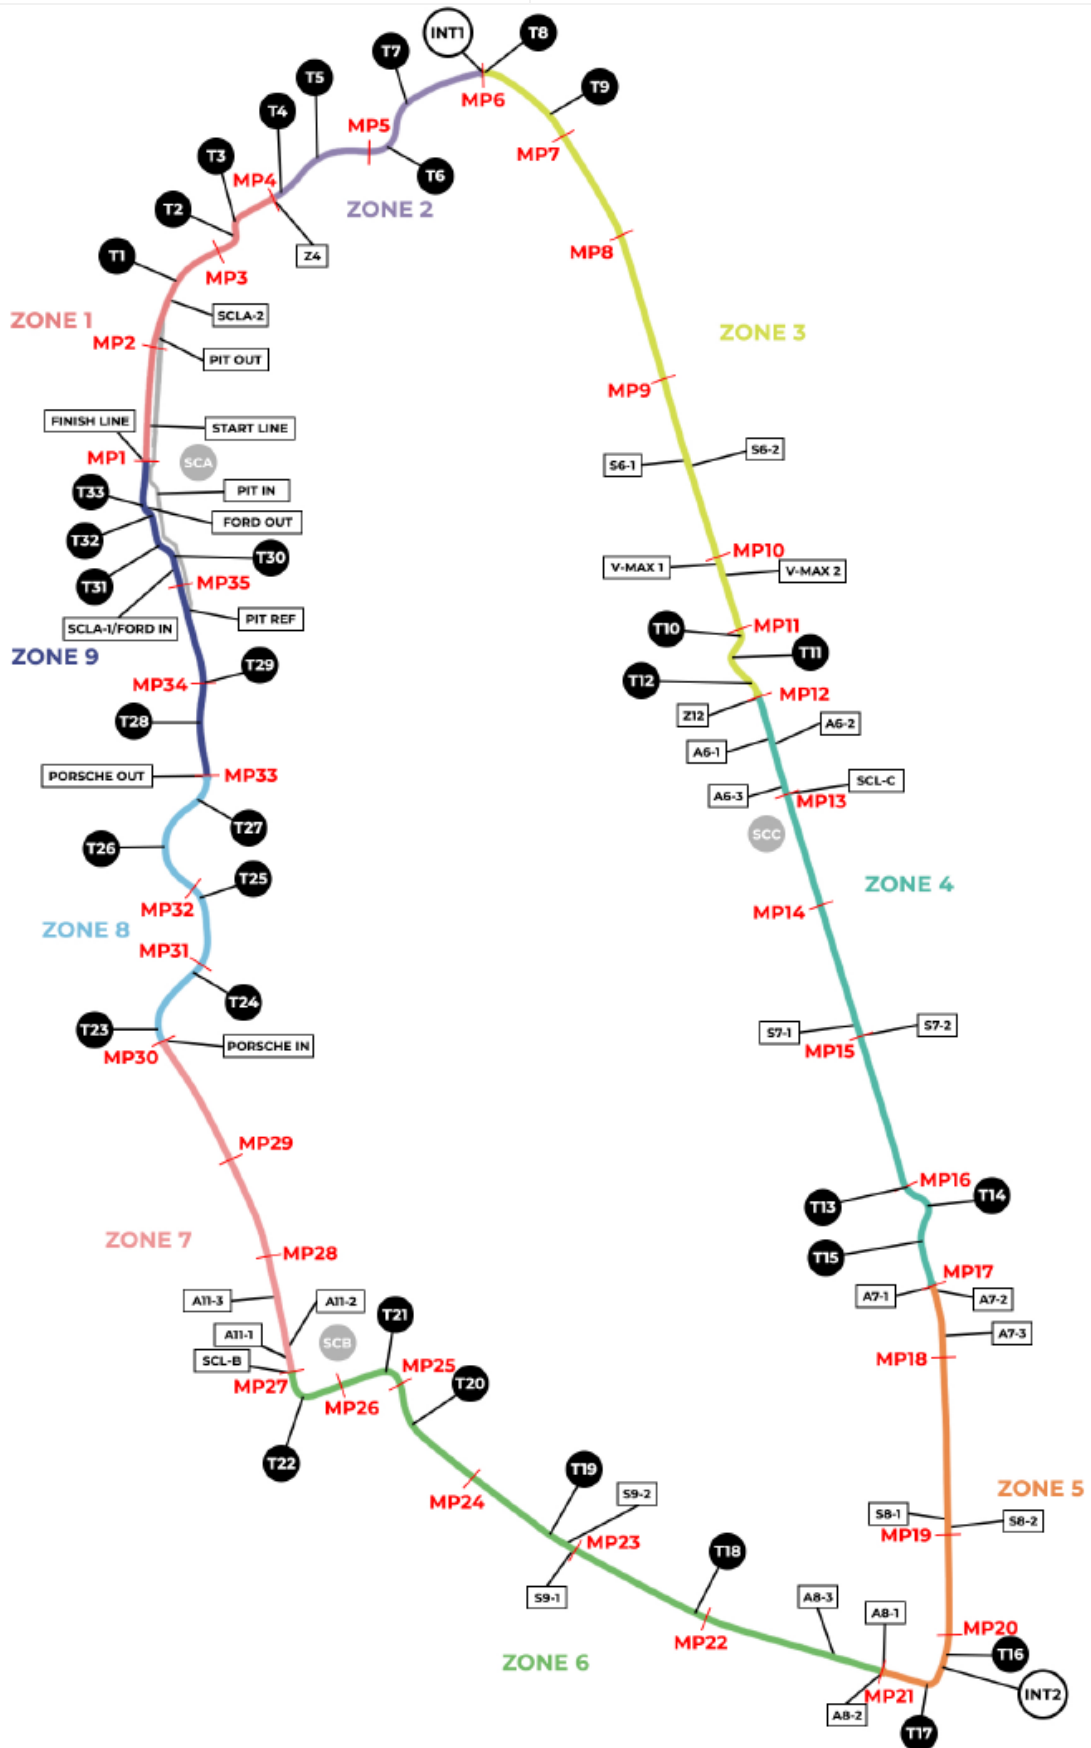 INT1
T8
T7
T5
T9
MP6
T4
MP5
MP7
T3
T6
MP4
T2
ZONE 2
MP8
T1
Z4
MP3
SCLA-2
ZONE 1
ZONE 3
MP2
PIT OUT
MP9
FINISH LINE
START LINE
S6-2
MP1
SCA
S6-1
T33
PIT IN
FORD OUT
T32
MP10
T30
V-MAX 1
V-MAX 2
T31
MP35
PIT REF
SCLA-1/FORD IN
T10
MP11
ZONE 9
T11
T29
MP34
T12
MP12
T28
Z12
A6-2
A6-1
PORSCHE OUT
MP33
SCL-C
A6-3
MP13
T27
SCC
T26
T25
ZONE 4
MP32
MP14
ZONE 8
MP31
T24
T23
S7-1
S7-2
PORSCHE IN
MP15
MP30
MP29
MP16
T14
T13
ZONE 7
MP28
T15
MP17
A11-3
A11-2
A7-1
A7-2
T21
A11-1
SCB
A7-3
SCL-B
MP18
MP25
MP27
T20
MP26
T22
T19
ZONE 5
S9-2
MP24
S8-1
S8-2
MP19
MP23
T18
S9-1
A8-3
A8-1
MP20
MP22
T16
ZONE 6
MP21
INT2
A8-2
T17